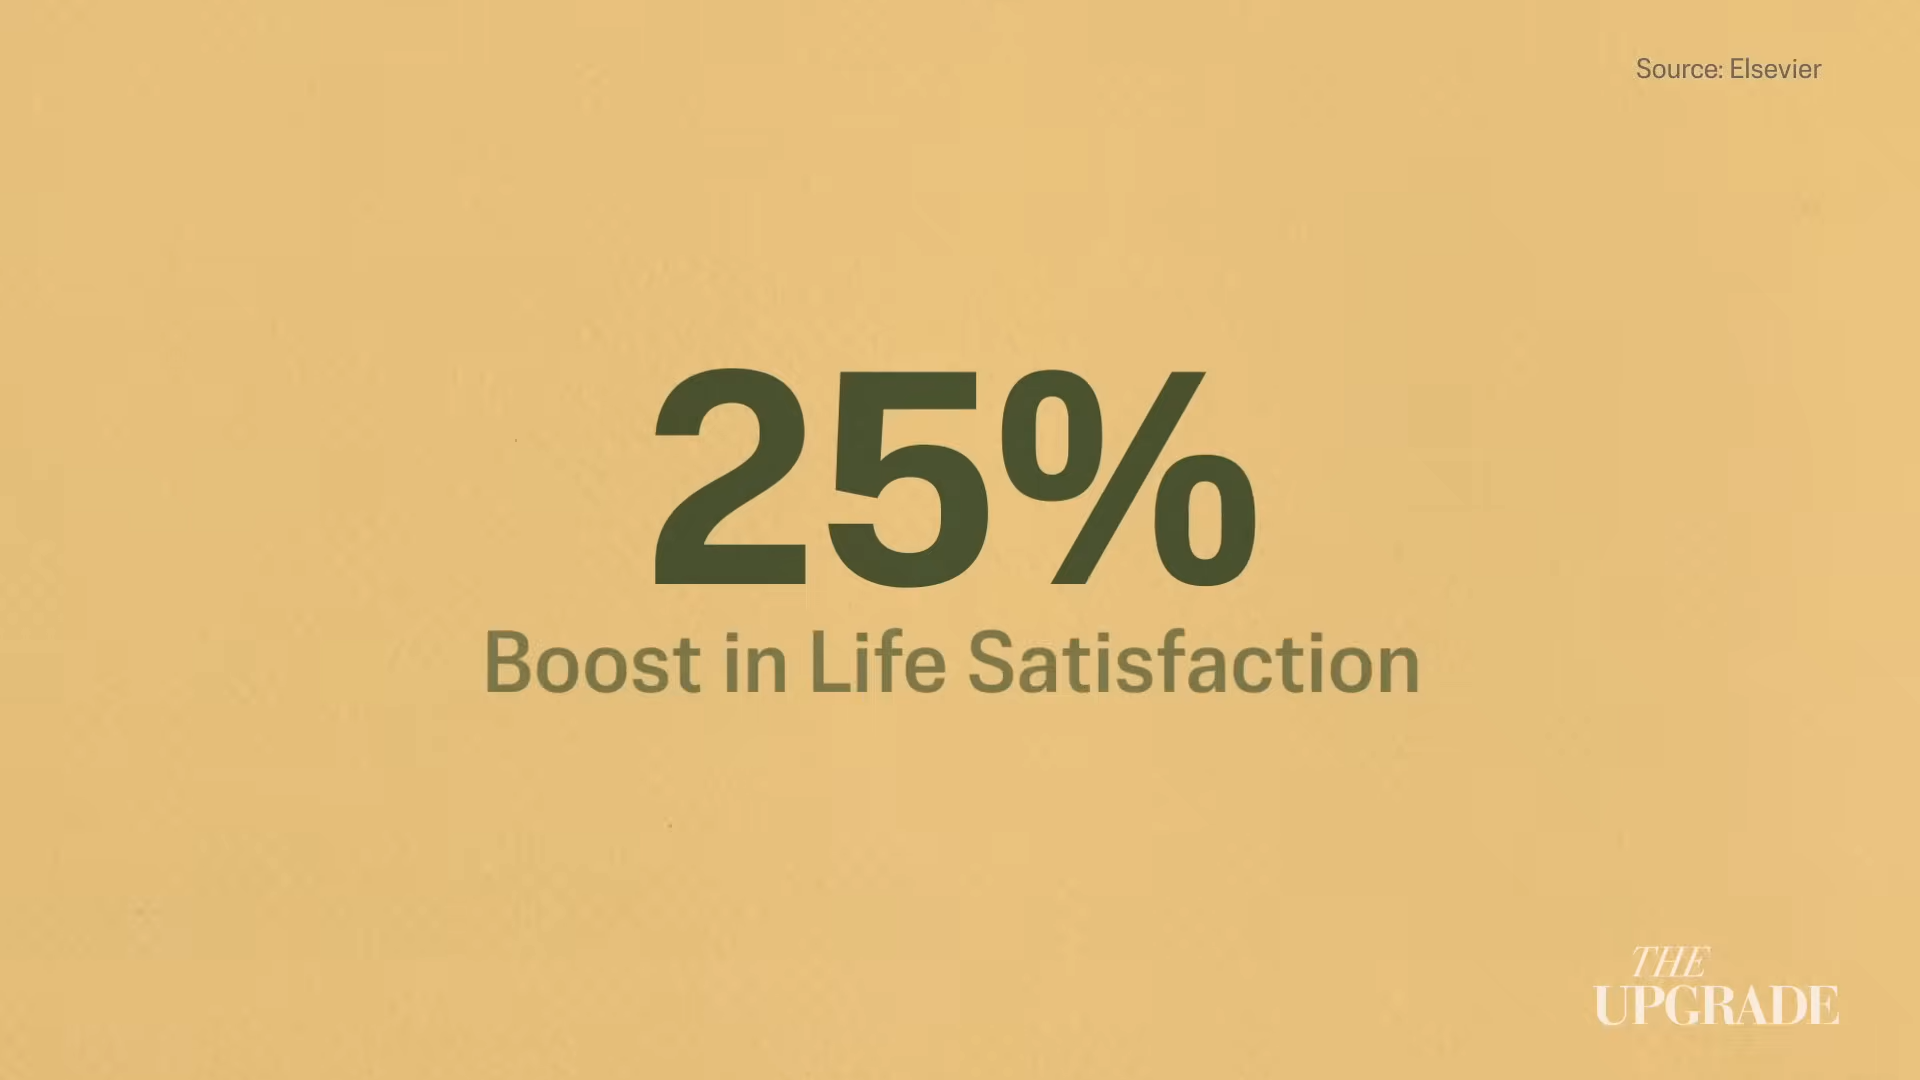 Source: Elsevier
25%
Boost in Life Satisfaction
THE
UPGRADE